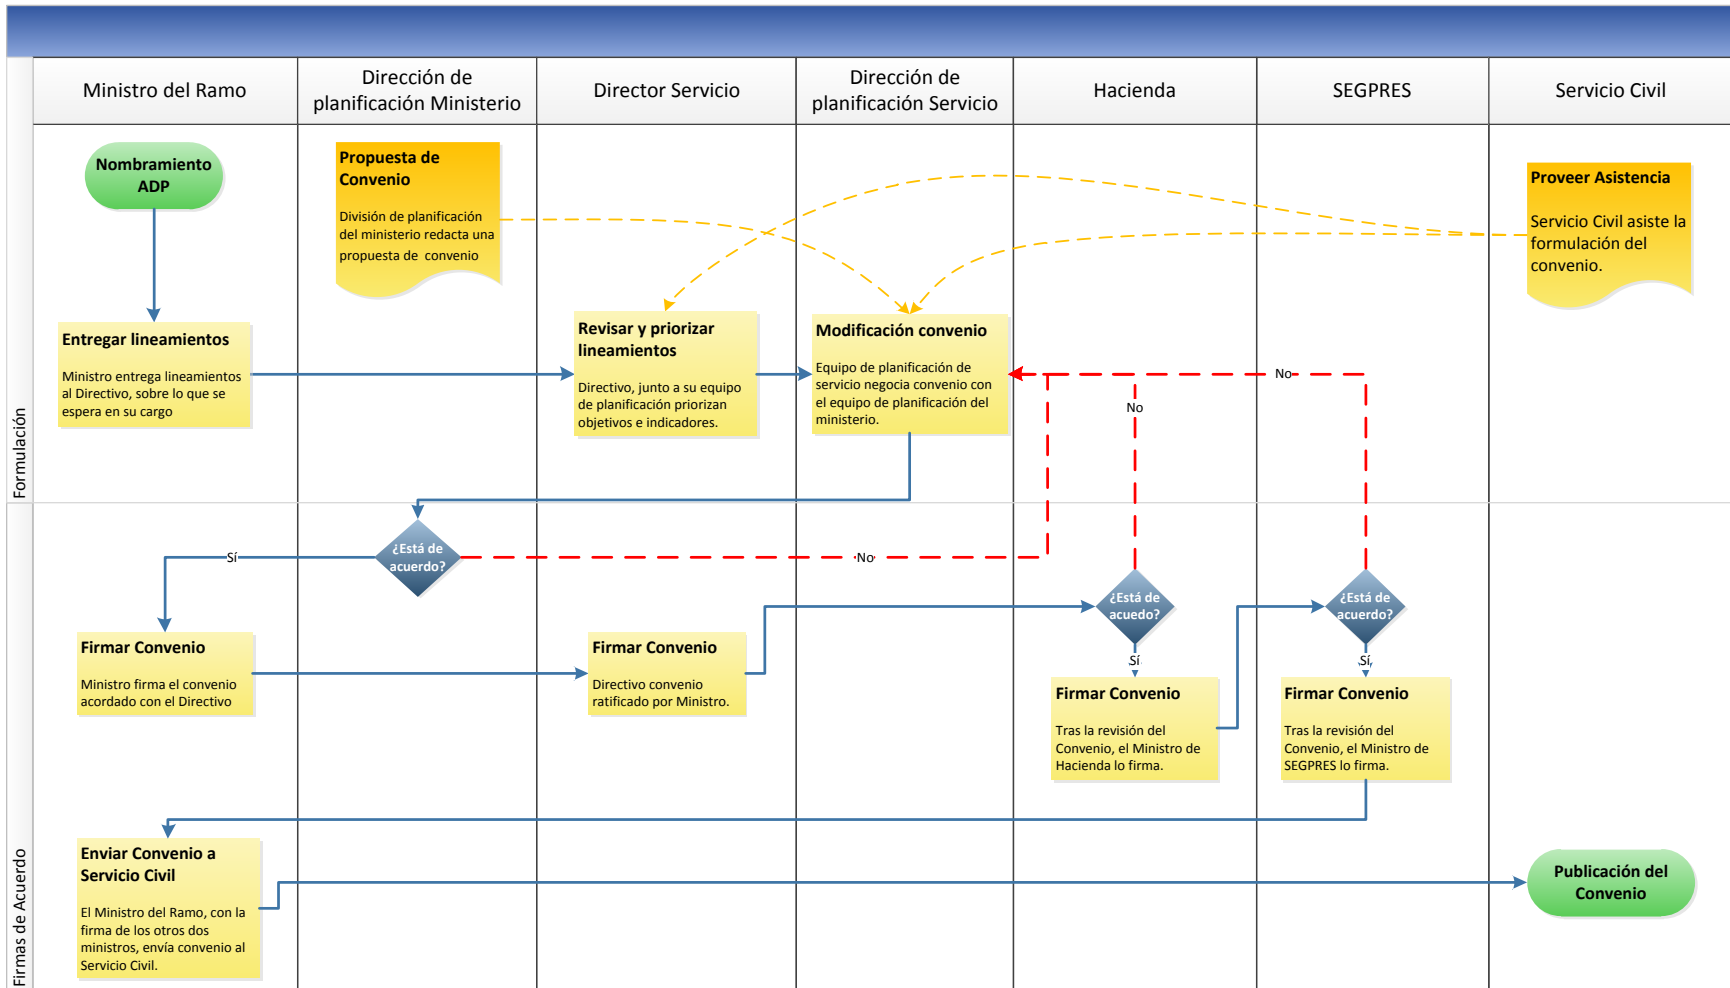 Ministro del Ramo
Dirección de
planificación Ministerio
Director Servicio
Dirección de
planificación Servicio
Hacienda
SEGPRES
Servicio Civil
Formulación
Nombramiento
ADP
Propuesta de
Convenio
División de planificación
del ministerio redacta una
propuesta de convenio
Proveer Asistencia
Servicio Civil asiste la
formulación del
convenio.
Entregar lineamientos
Ministro entrega lineamientos
al Directivo, sobre lo que se
espera en su cargo
Revisar y priorizar
lineamientos
Directivo, junto a su equipo
de planificación priorizan
objetivos e indicadores.
Modificación convenio
Equipo de planificación de
servicio negocia convenio con
el equipo de planificación del
ministerio.
No
No
Firmas de Acuerdo
¿Está de
acuerdo?
Sí
No
¿Está de
acuedo?
Sí
¿Está de
acuerdo?
Sí
Firmar Convenio
Ministro firma el convenio
acordado con el Directivo
Firmar Convenio
Directivo convenio
ratificado por Ministro.
Firmar Convenio
Tras la revisión del
Convenio, el Ministro de
Hacienda lo firma.
Firmar Convenio
Tras la revisión del
Convenio, el Ministro de
SEGPRES lo firma.
Enviar Convenio a
Servicio Civil
El Ministro del Ramo, con la
firma de los otros dos
ministros, envía convenio al
Servicio Civil.
Publicación del
Convenio